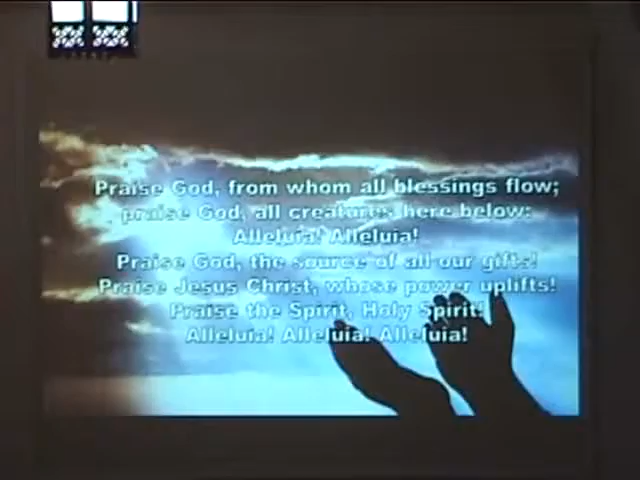 Praise God, from whom all blessings flow;
praise God, all creatures here below:
Alleluia! Alleluia!
Praise God, the source of all our gifts!
Praise Jesus Christ, whose power uplifts!
Praise the Spirit, Holy Spirit!
Alleluia! Alleluia! Alleluia!